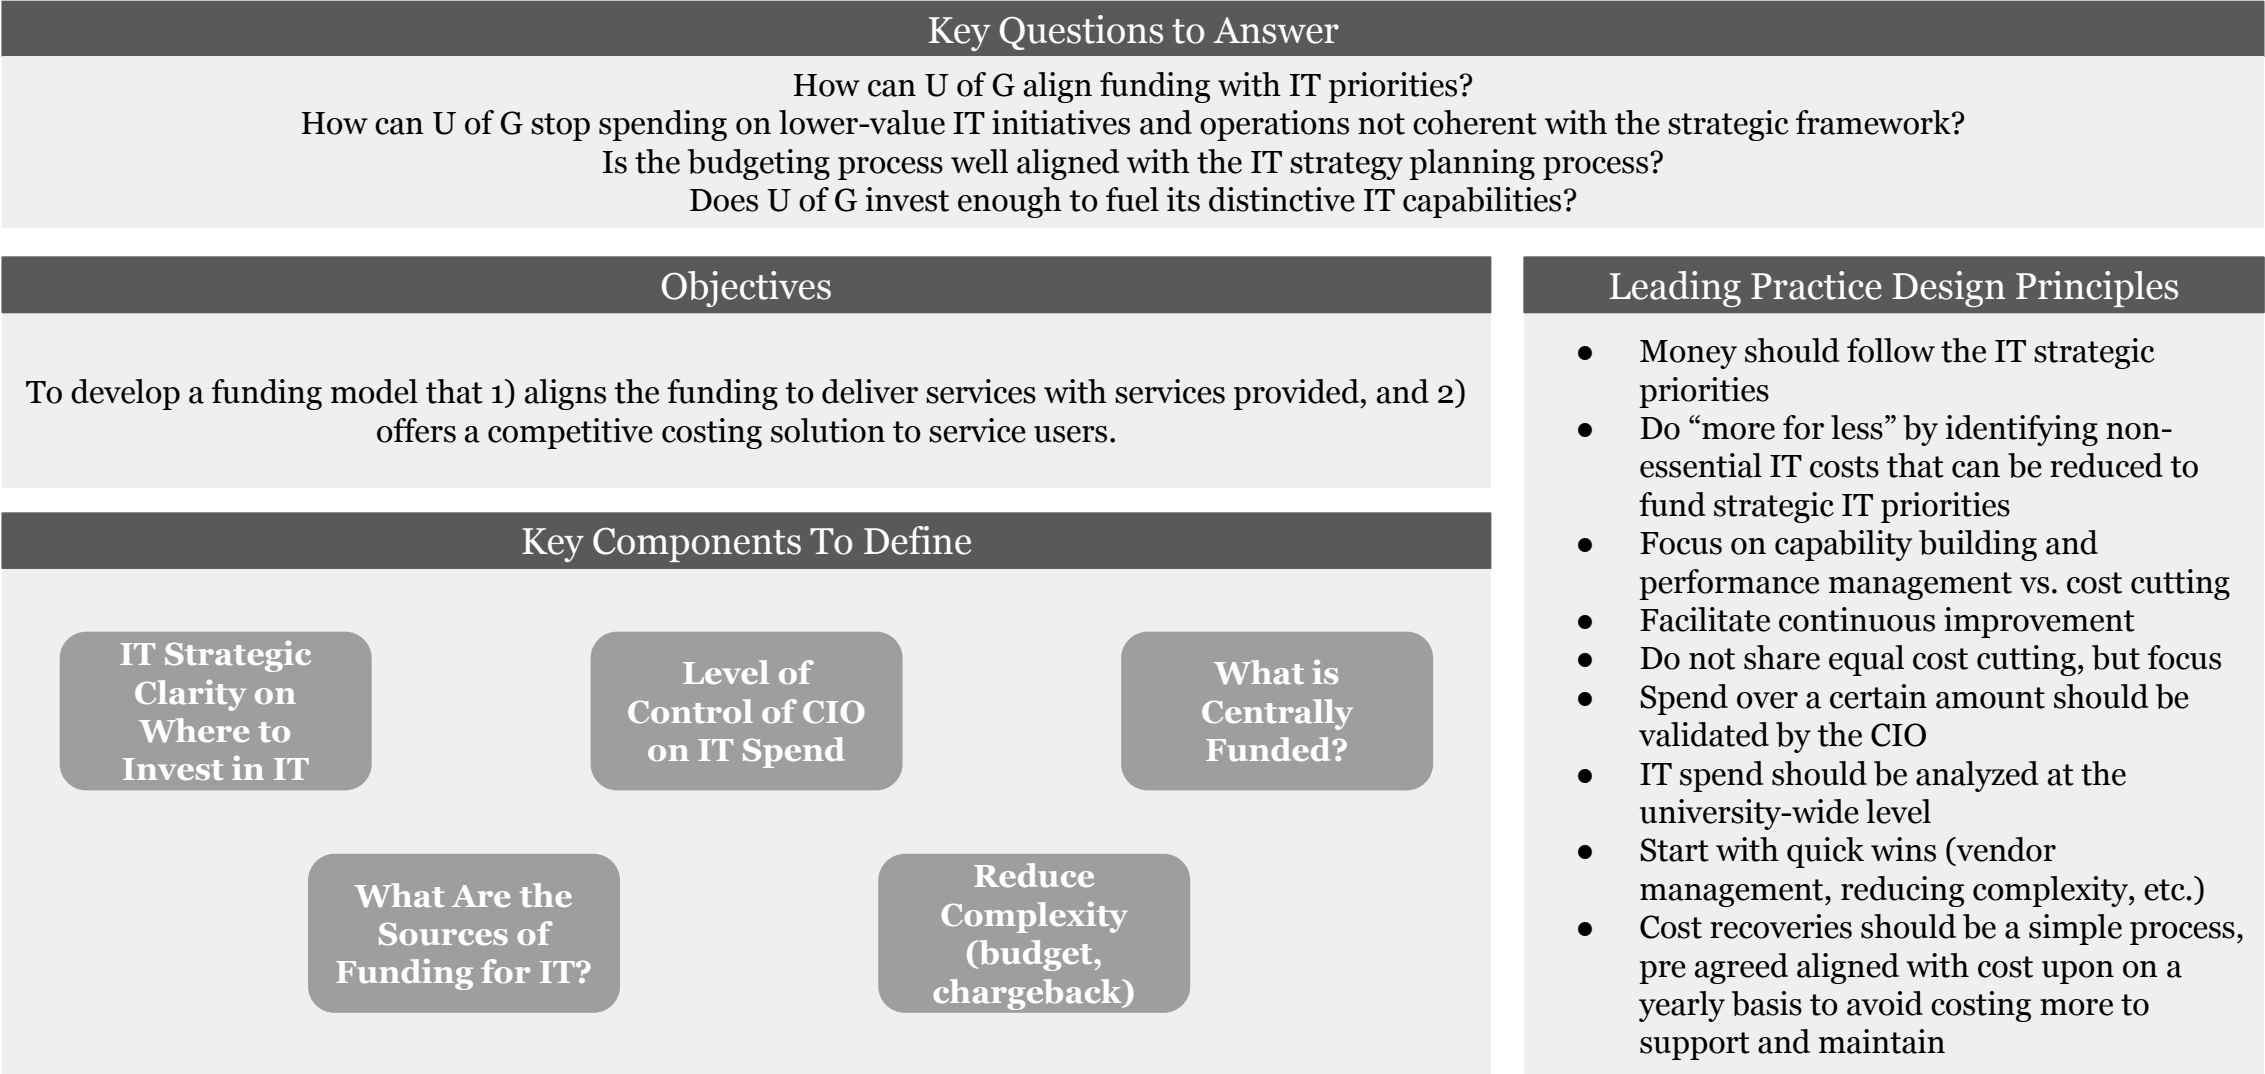 Key Questions to Answer
How can U of G align funding with IT priorities?
How can U of G stop spending on lower-value IT initiatives and operations not coherent with the strategic framework?
Is the budgeting process well aligned with the IT strategy planning process?
Does U of G invest enough to fuel its distinctive IT capabilities?
Objectives
To develop a funding model that 1) aligns the funding to deliver services with services provided, and 2)
offers a competitive costing solution to service users.
Key Components To Define
IT Strategic
Clarity on
Where to
Invest in IT
Level of
Control of CIO
on IT Spend
What is
Centrally
Funded?
What Are the
Sources of
Funding for IT?
Reduce
Complexity
(budget,
chargeback)
Leading Practice Design Principles
● Money should follow the IT strategic
priorities
● Do “more for less” by identifying non-
essential IT costs that can be reduced to
fund strategic IT priorities
● Focus on capability building and
performance management vs. cost cutting
● Facilitate continuous improvement
● Do not share equal cost cutting, but focus
● Spend over a certain amount should be
validated by the CIO
● IT spend should be analyzed at the
university-wide level
● Start with quick wins (vendor
management, reducing complexity, etc.)
● Cost recoveries should be a simple process,
pre agreed aligned with cost upon on a
yearly basis to avoid costing more to
support and maintain